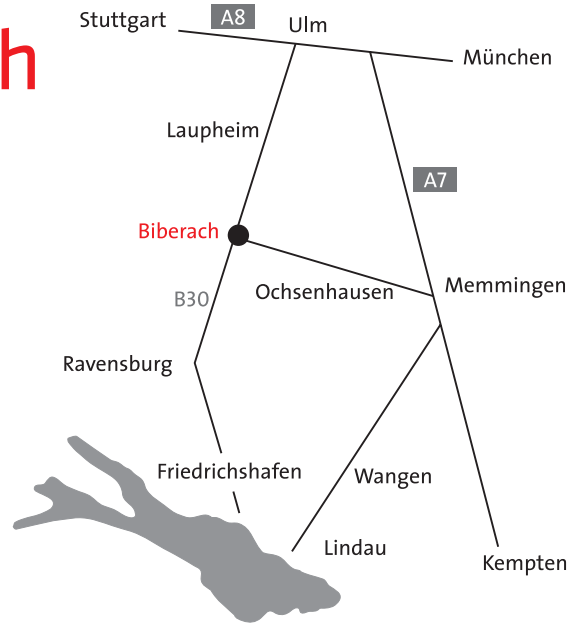 Stuttgart
A8
Ulm
h
München
Laupheim
A7
Biberach
Memmingen
Ochsenhausen
B30
Ravensburg
Friedrichshafen
Wangen
Lindau
Kempten